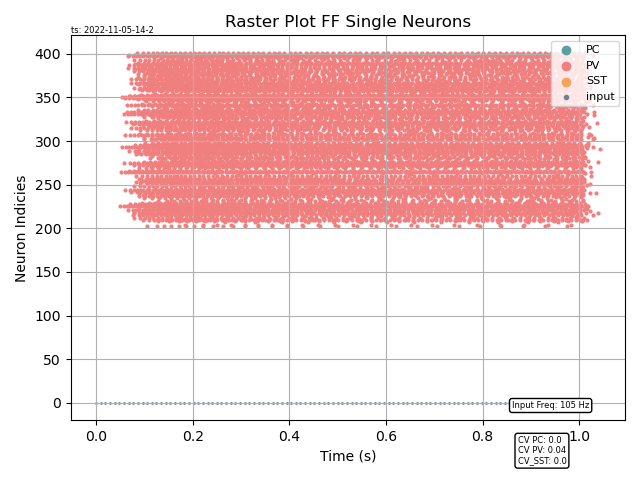 Raster Plot FF Single Neurons
ts: 2022-11-05-14-2
PC
PV
SST
input
400
350
300
250
200
150
100
50
0
Neuron Indicies
Input Freq: 105 Hz
0.0
0.2
0.4
0.6
0.8
1.0
Time (s)
CV PC: 0.0
CV PV: 0.04
CV_SST: 0.0